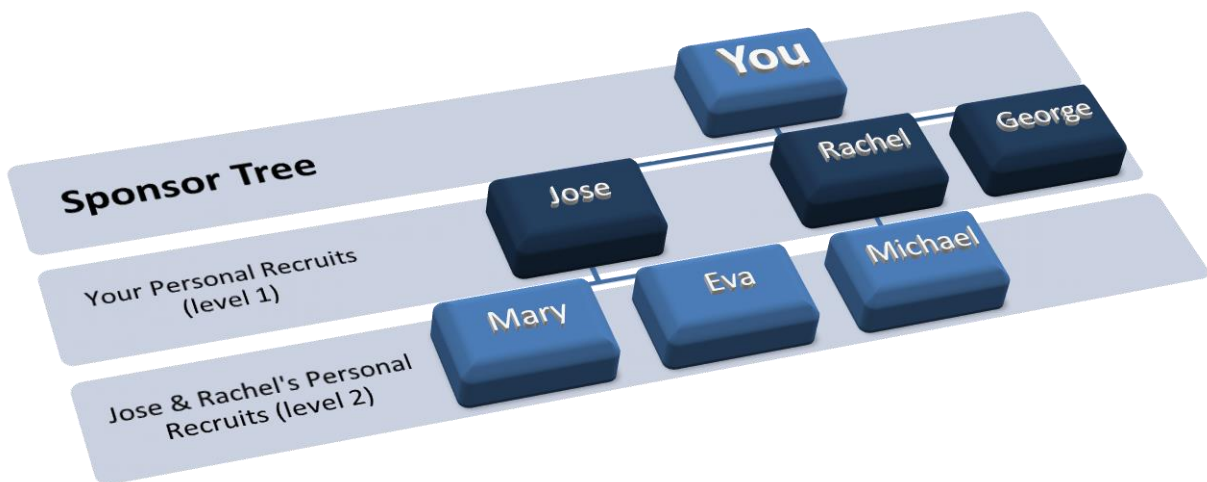 You
Sponsor Tree
Jose
Rachel
George
Your Personal Recruits
(level 1)
Mary
Eva
Michael
Jose & Rachel's Personal
Recruits (level 2)